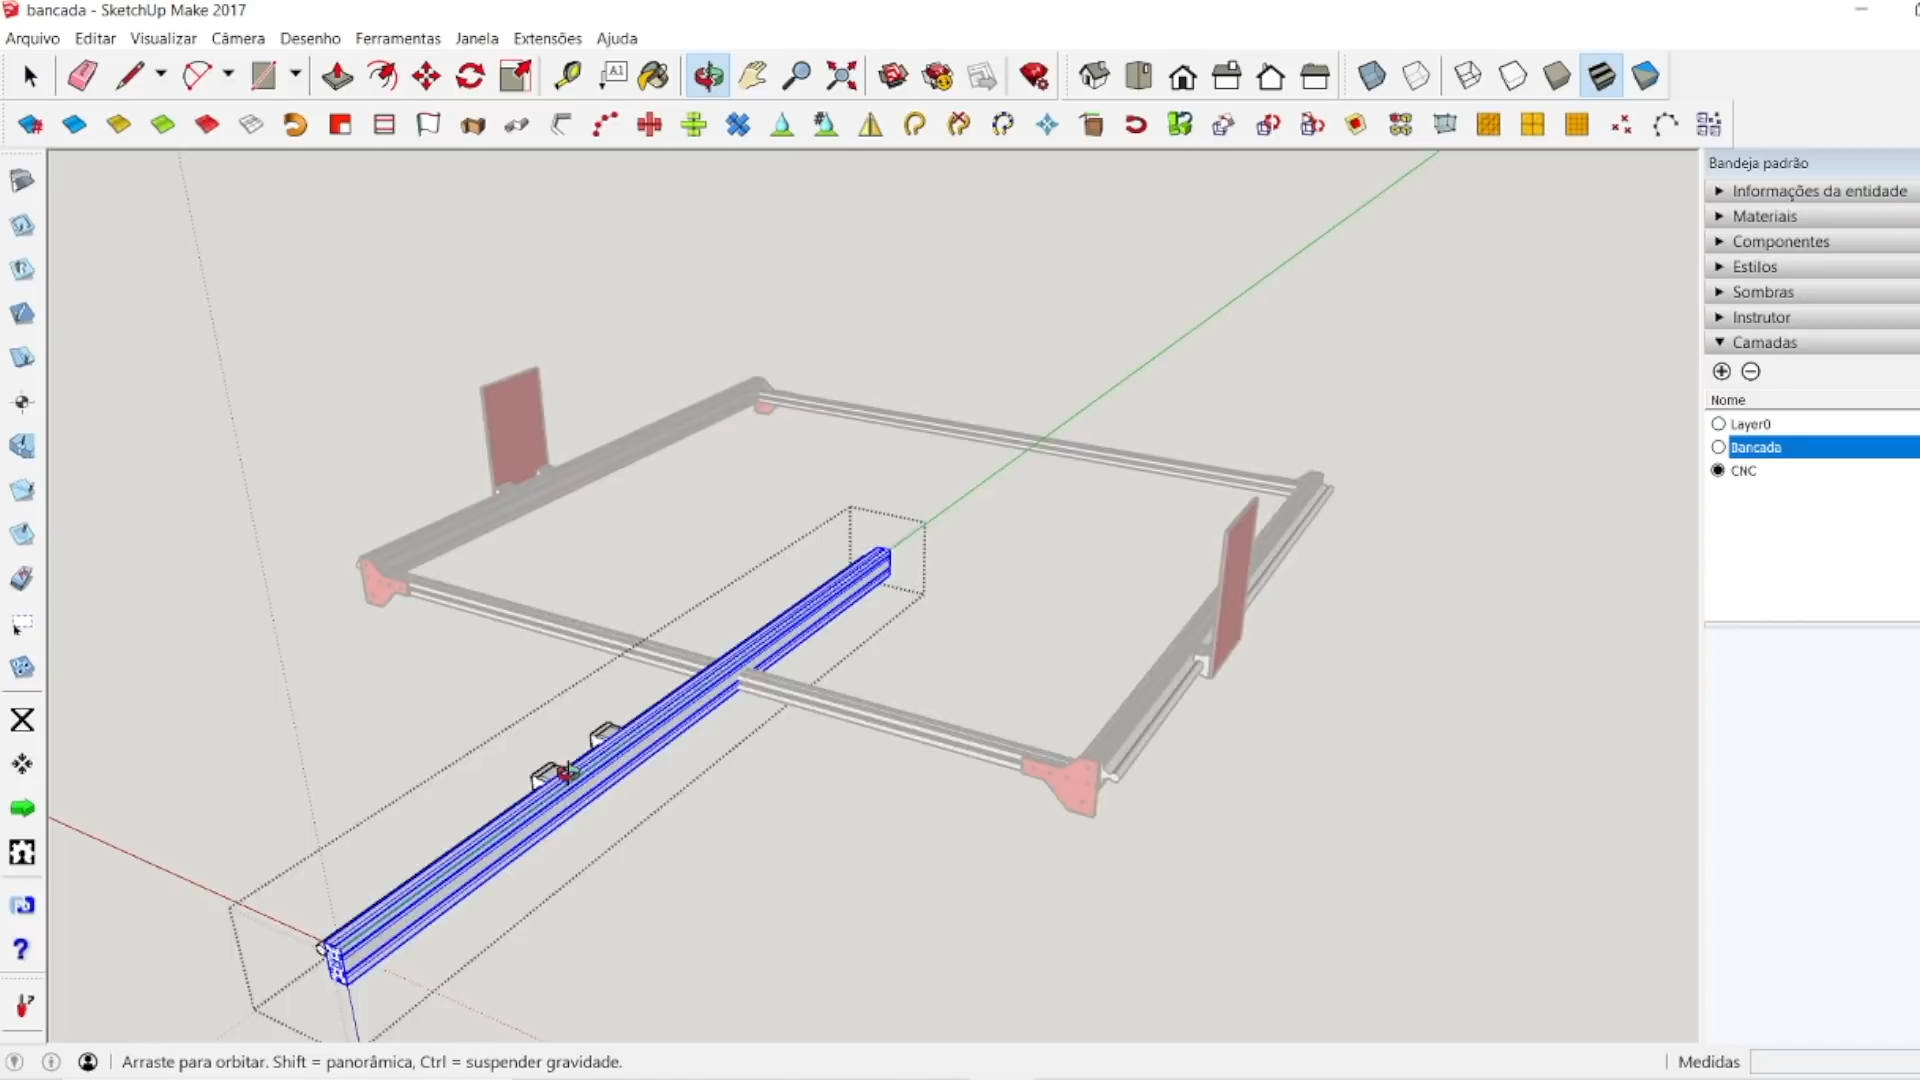 bancada - SketchUp Make 2017
Arquivo Editar Visualizar Câmera Desenho Ferramentas Janela Extensões Ajuda
A1
Bandeja padrão
Informações da entidade
Materiais
Componentes
Estilos
Sombras
Instrutor
Camadas
Nome
Layer0
Bancada
CNC
?
Arraste para orbitar. Shift = panorâmica, Ctrl = suspender gravidade.
Medidas